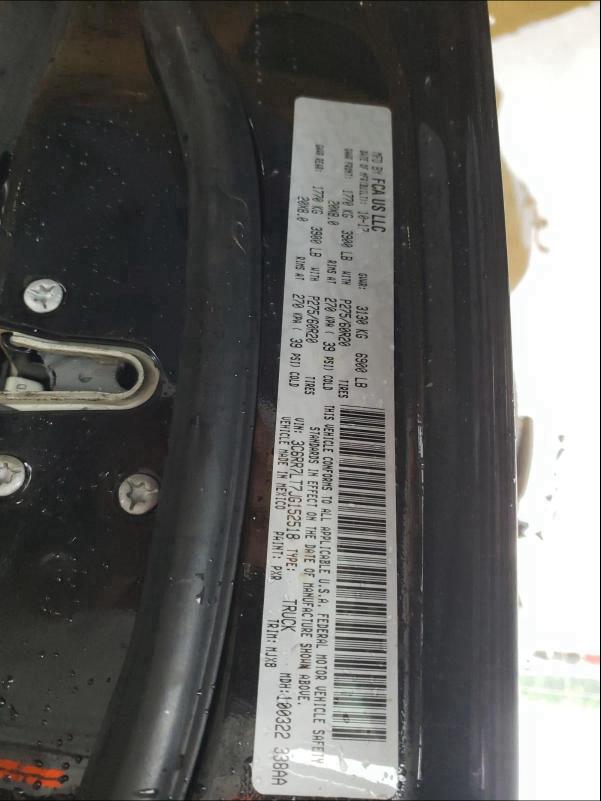 MFD BY FCA US LLC
DATE OF MFR: 10-17 GVWR: 3130 KG 6900 LB
GAWR FRONT: 1770 KG 3900 LB WITH P275/60R20 TIRES
20X8.0 RIMS AT 270 KPA ( 39 PSI) COLD
GAWR REAR: 1770 KG 3900 LB WITH P275/60R20 TIRES
20X8.0 RIMS AT 270 KPA ( 39 PSI) COLD
THIS VEHICLE CONFORMS TO ALL APPLICABLE U.S.A. FEDERAL MOTOR VEHICLE SAFETY
STANDARDS IN EFFECT ON THE DATE OF MANUFACTURE SHOWN ABOVE.
VIN: 3C6RR7LT7JG152518 TYPE: TRUCK MDH:100322 338AA
VEHICLE MADE IN MEXICO PAINT: PXR TRIM: MJX8